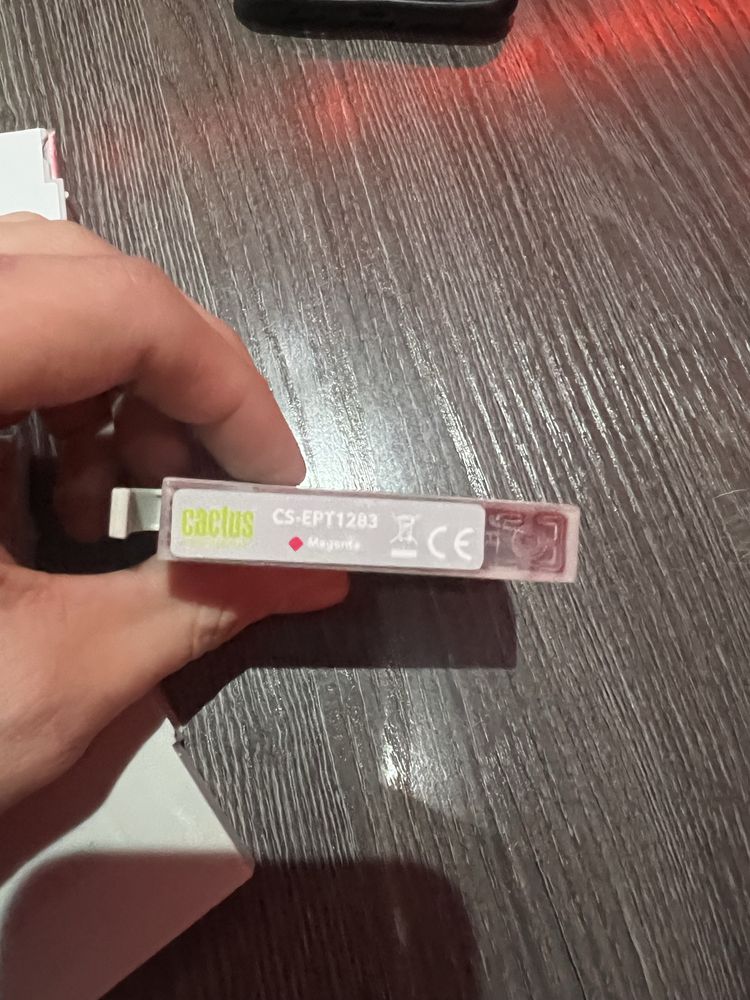 cactus
CS-EPT1283
Magenta
CE